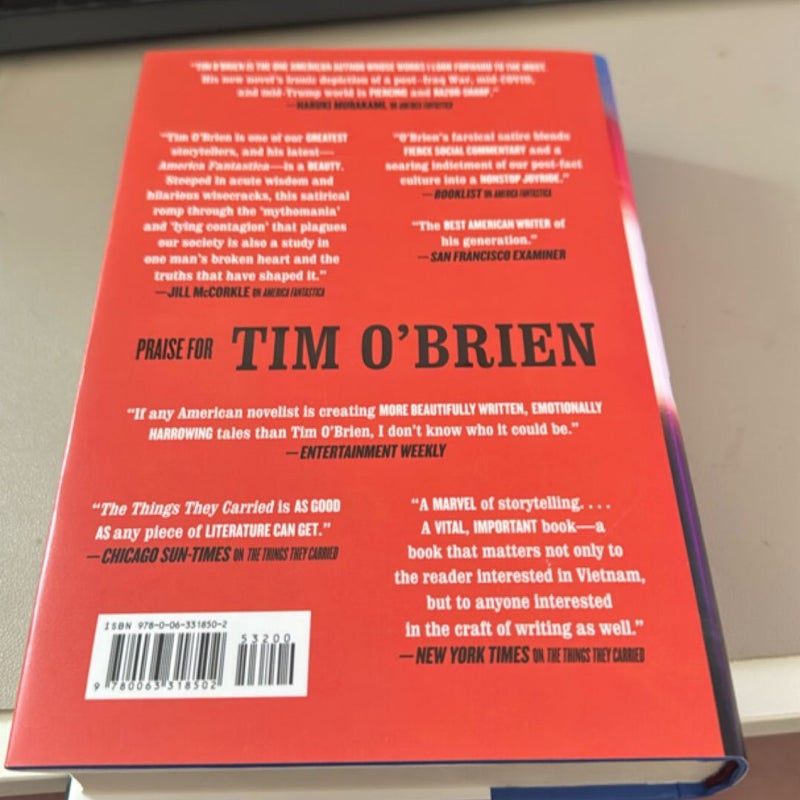 "TIM O'BRIEN IS THE ONE AMERICAN AUTHOR WHOSE WORKS I LOOK FORWARD TO THE MOST.
His new novel's ironic depiction of a post–Iraq War, mid-COVID,
and mid-Trump world is PIERCING and RAZOR-SHARP."
—HARUKI MURAKAMI, ON AMERICA FANTASTICA
"Tim O'Brien is one of our GREATEST
storytellers, and his latest—
America Fantastica—is a BEAUTY.
Steeped in acute wisdom and
hilarious wisecracks, this satirical
romp through the 'mythomania'
and 'lying contagion' that plagues
our society is also a study in
one man's broken heart and the
truths that have shaped it."
—JILL McCORKLE ON AMERICA FANTASTICA
"O'Brien's farcical satire blends
FIERCE SOCIAL COMMENTARY and a
searing indictment of our post-fact
culture into a NONSTOP JOYRIDE."
—BOOKLIST ON AMERICA FANTASTICA
"The BEST AMERICAN WRITER of
his generation."
—SAN FRANCISCO EXAMINER
PRAISE FOR TIM O'BRIEN
"If any American novelist is creating MORE BEAUTIFULLY WRITTEN, EMOTIONALLY
HARROWING tales than Tim O'Brien, I don't know who it could be."
—ENTERTAINMENT WEEKLY
"The Things They Carried is AS GOOD
AS any piece of LITERATURE CAN GET."
—CHICAGO SUN-TIMES ON THE THINGS THEY CARRIED
"A MARVEL of storytelling. . . .
A VITAL, IMPORTANT book—a
book that matters not only to
the reader interested in Vietnam,
but to anyone interested
in the craft of writing as well."
—NEW YORK TIMES ON THE THINGS THEY CARRIED
ISBN 978-0-06-331850-2
53200
9 780063 318502